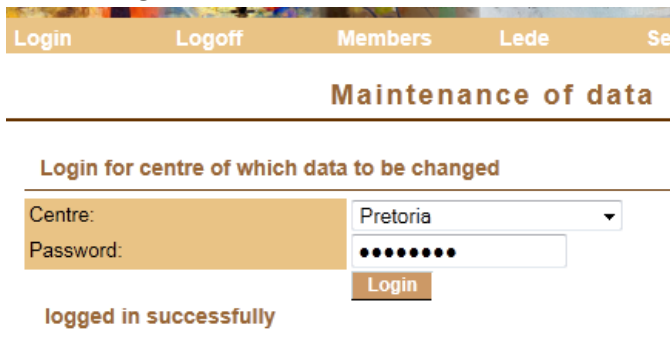 Login Logoff Members Lede Se
Maintenance of data
Login for centre of which data to be changed
Centre: Pretoria
Password: ●●●●●●●●
Login
logged in successfully